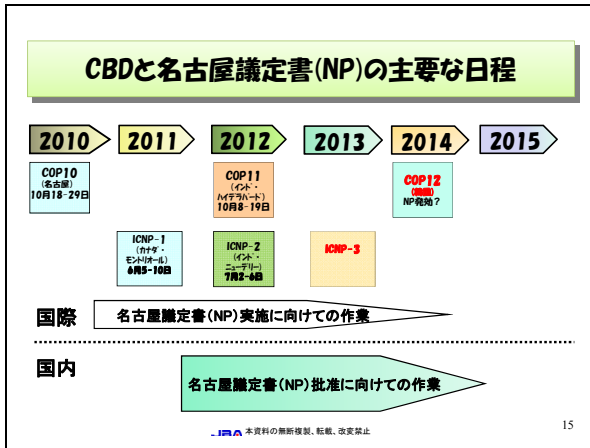 CBDと名古屋議定書(NP)の主要な日程
2010
2011
2012
2013
2014
2015
COP10
(名古屋)
10月18-29日
COP11
(インド・
ハイデラバード)
10月8-19日
COP12
NP発効?
ICNP-1
(カナダ・
モントリオール)
6月5-10日
ICNP-2
(インド・
ニューデリー)
7月2-6日
ICNP-3
国際
名古屋議定書(NP)実施に向けての作業
国内
名古屋議定書(NP)批准に向けての作業
本資料の無断複製、転載、改変禁止
15